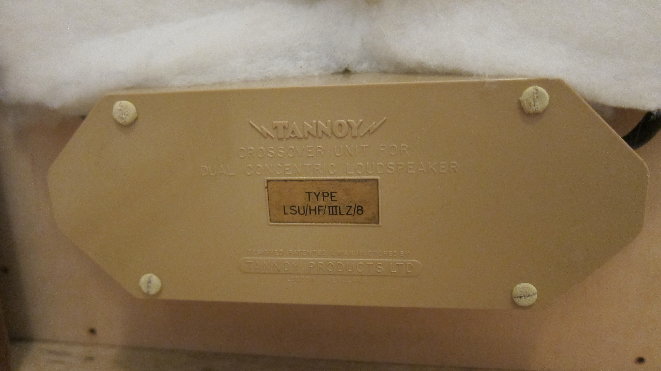 TANNOY
CROSSOVER UNIT FOR
DUAL CONCENTRIC LOUDSPEAKER
TYPE
LSU/HF/IIILZ/8
TANNOY PRODUCTS LTD